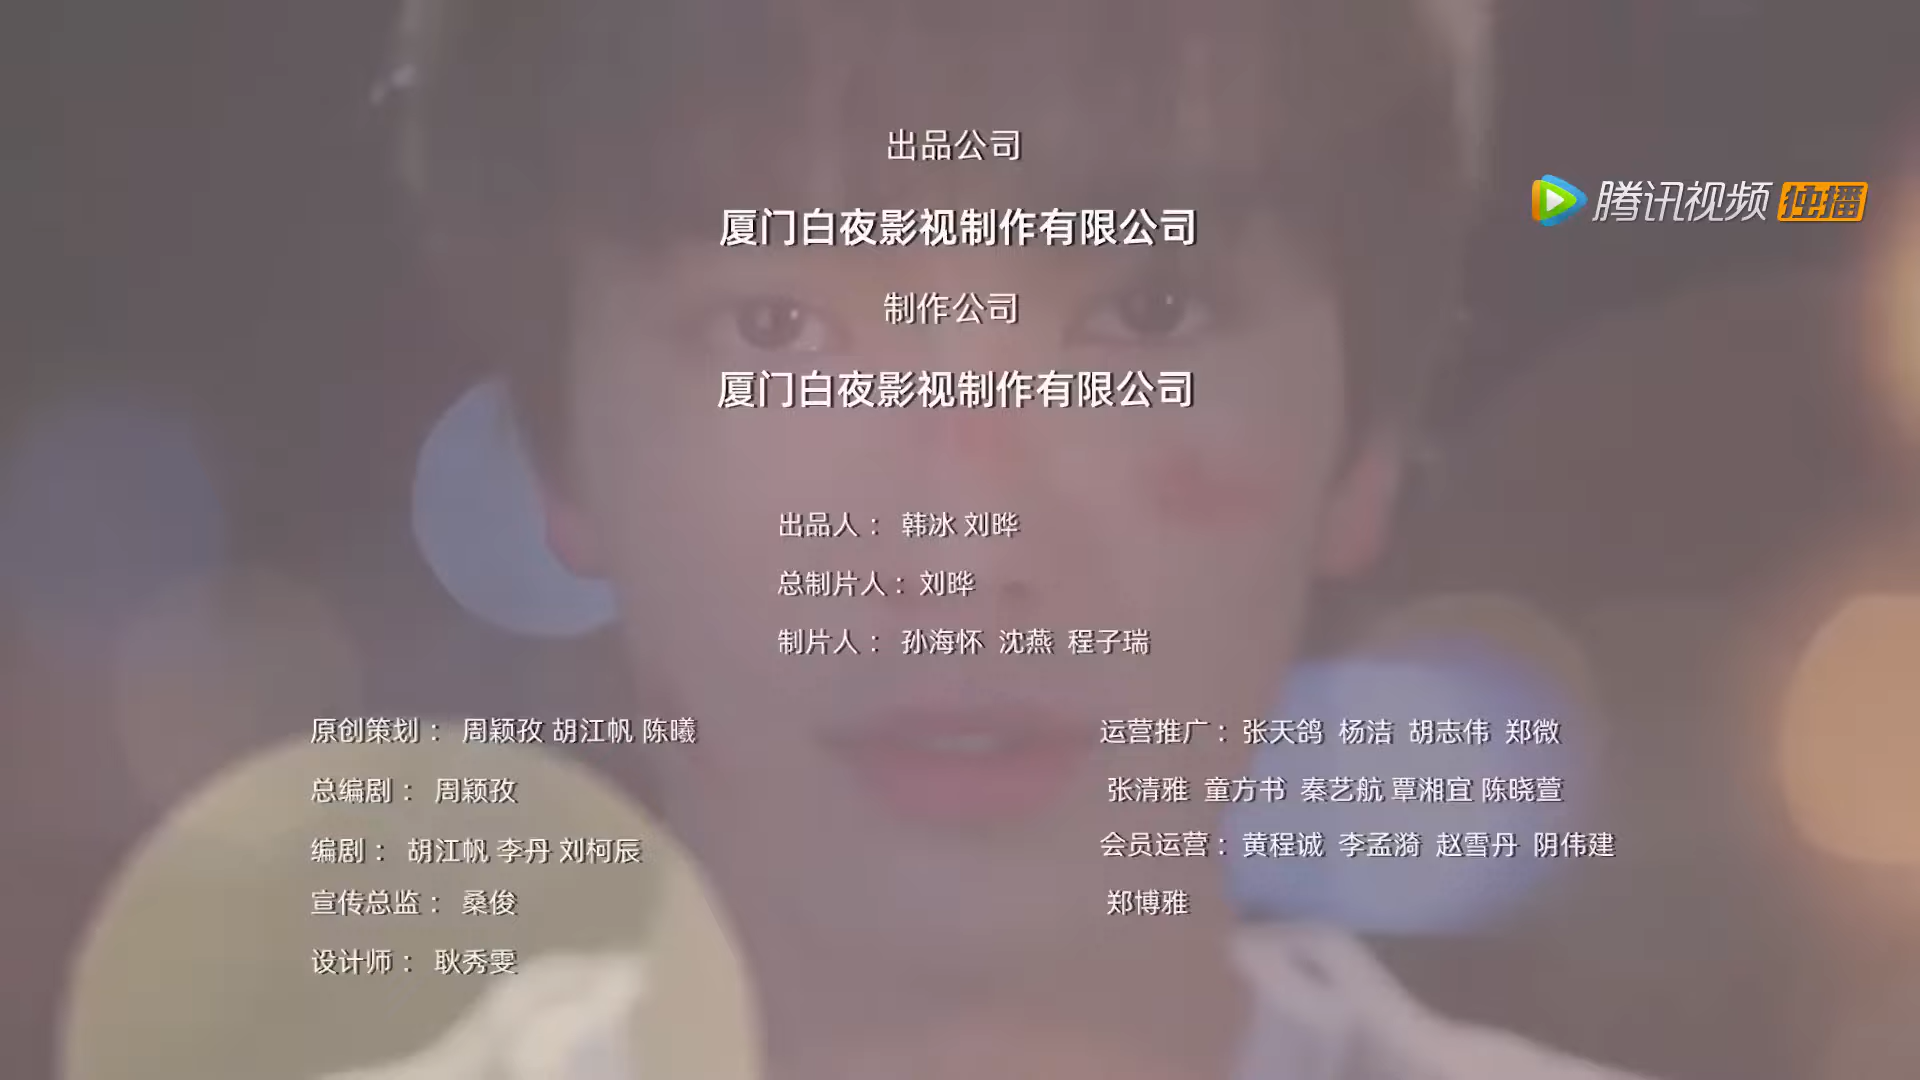 出品公司
腾讯视频 独播
厦门白夜影视制作有限公司
制作公司
厦门白夜影视制作有限公司
出品人： 韩冰 刘晔
总制片人：刘晔
制片人： 孙海怀 沈燕 程子瑞
原创策划： 周颖孜 胡江帆 陈曦
总编剧： 周颖孜
编剧： 胡江帆 李丹 刘柯辰
宣传总监： 桑俊
设计师： 耿秀雯
运营推广：张天鸽 杨洁 胡志伟 郑微
张清雅 童方书 秦艺航 覃湘宜 陈晓萱
会员运营：黄程诚 李孟漪 赵雪丹 阴伟建
郑博雅